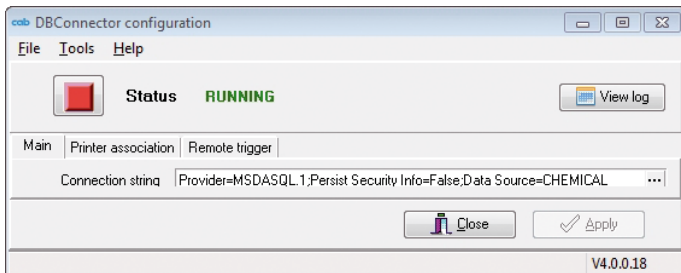 cab DBConnector configuration
File Tools Help
Status RUNNING View log
Main Printer association Remote trigger
Connection string Provider=MSDASQL.1;Persist Security Info=False;Data Source=CHEMICAL ...
Close Apply
V4.0.0.18